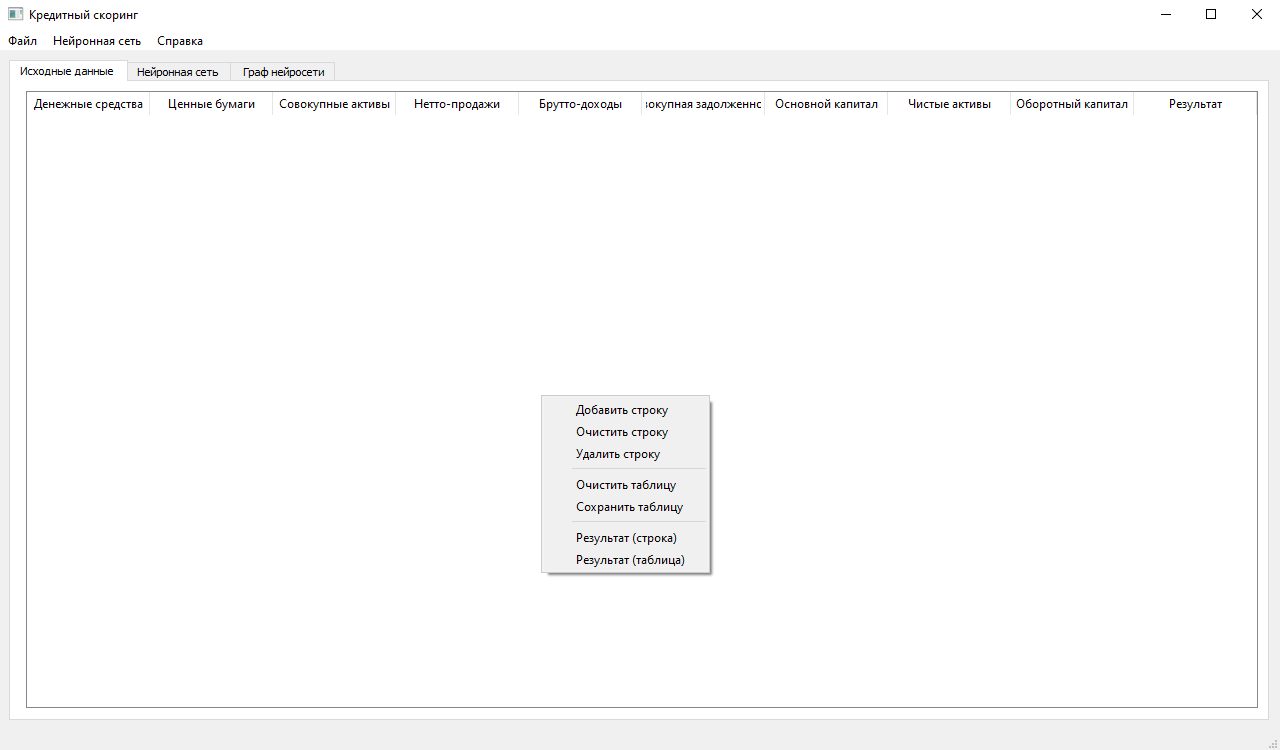 Кредитный скоринг
Файл Нейронная сеть Справка
Исходные данные Нейронная сеть Граф нейросети
Денежные средства Ценные бумаги Совокупные активы Нетто-продажи Брутто-доходы вокупная задолженно Основной капитал Чистые активы Оборотный капитал Результат
Добавить строку
Очистить строку
Удалить строку
Очистить таблицу
Сохранить таблицу
Результат (строка)
Результат (таблица)